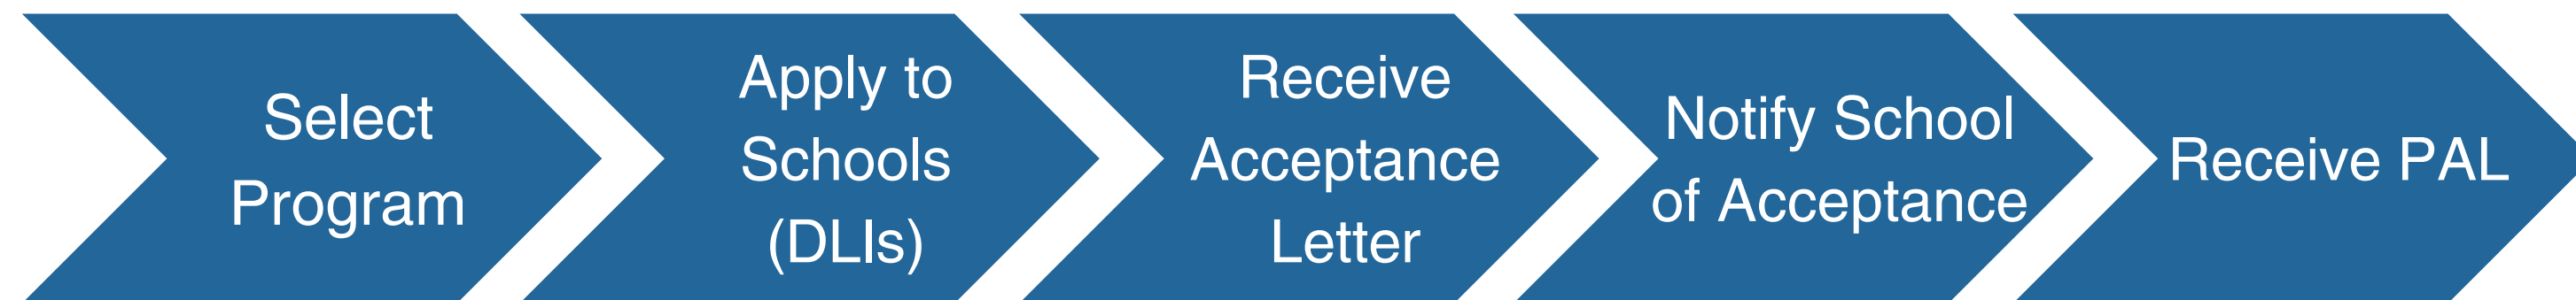 Select
Program
Apply to
Schools
(DLIs)
Receive
Acceptance
Letter
Notify School
of Acceptance
Receive PAL